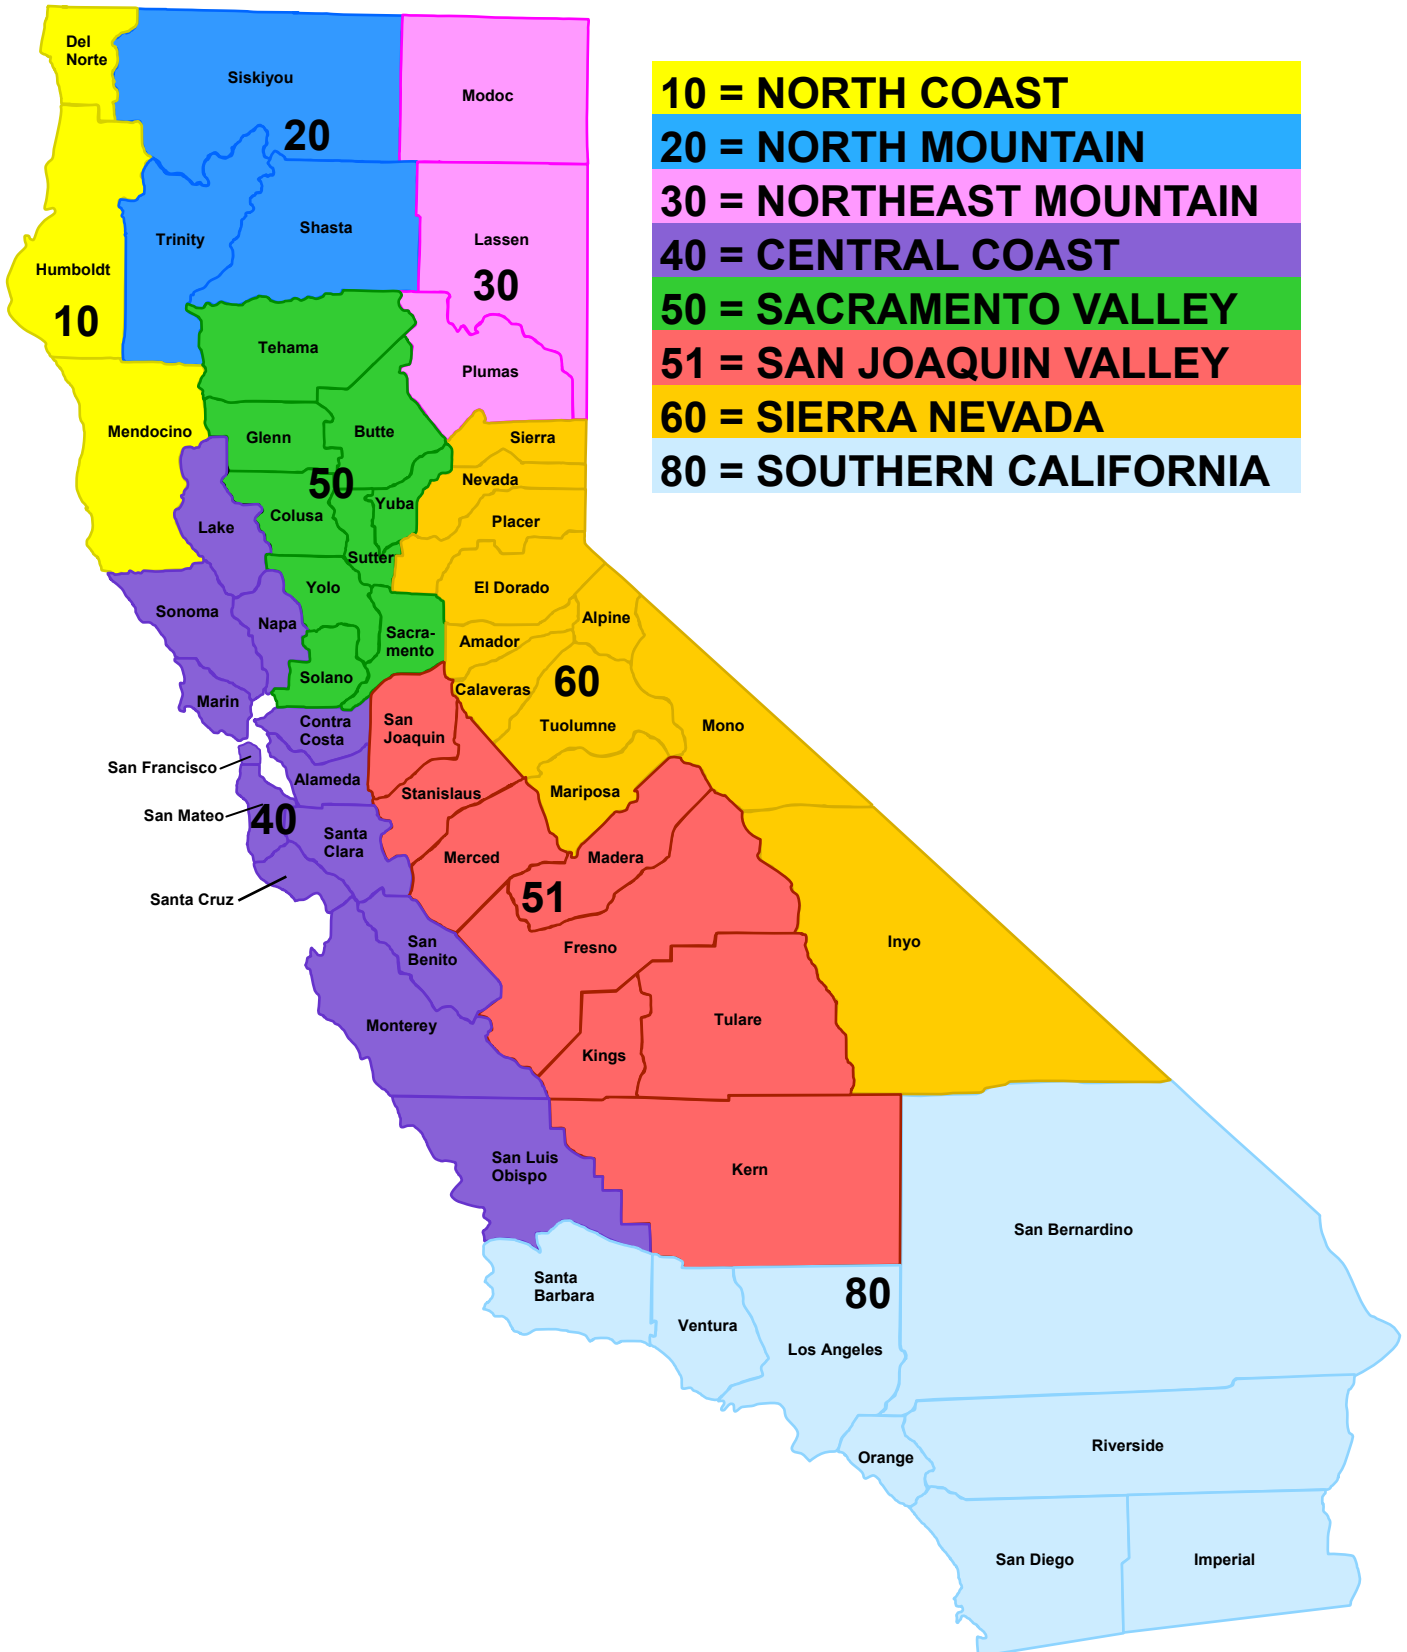 Del
Norte
Siskiyou
Modoc
20
10 = NORTH COAST
20 = NORTH MOUNTAIN
30 = NORTHEAST MOUNTAIN
40 = CENTRAL COAST
50 = SACRAMENTO VALLEY
51 = SAN JOAQUIN VALLEY
60 = SIERRA NEVADA
80 = SOUTHERN CALIFORNIA
Trinity
Shasta
Lassen
Humboldt
30
10
Tehama
Plumas
Mendocino
Glenn
Butte
Sierra
50
Nevada
Yuba
Colusa
Placer
Lake
Sutter
Yolo
El Dorado
Sonoma
Napa
Alpine
Sacra-
mento
Amador
Solano
60
Calaveras
Marin
Contra
Costa
San
Joaquin
Tuolumne
Mono
San Francisco
Alameda
Stanislaus
Mariposa
San Mateo
40
Santa
Clara
Merced
Madera
Santa Cruz
51
San
Benito
Fresno
Inyo
Monterey
Tulare
Kings
San Luis
Obispo
Kern
San Bernardino
Santa
Barbara
80
Ventura
Los Angeles
Orange
Riverside
San Diego
Imperial